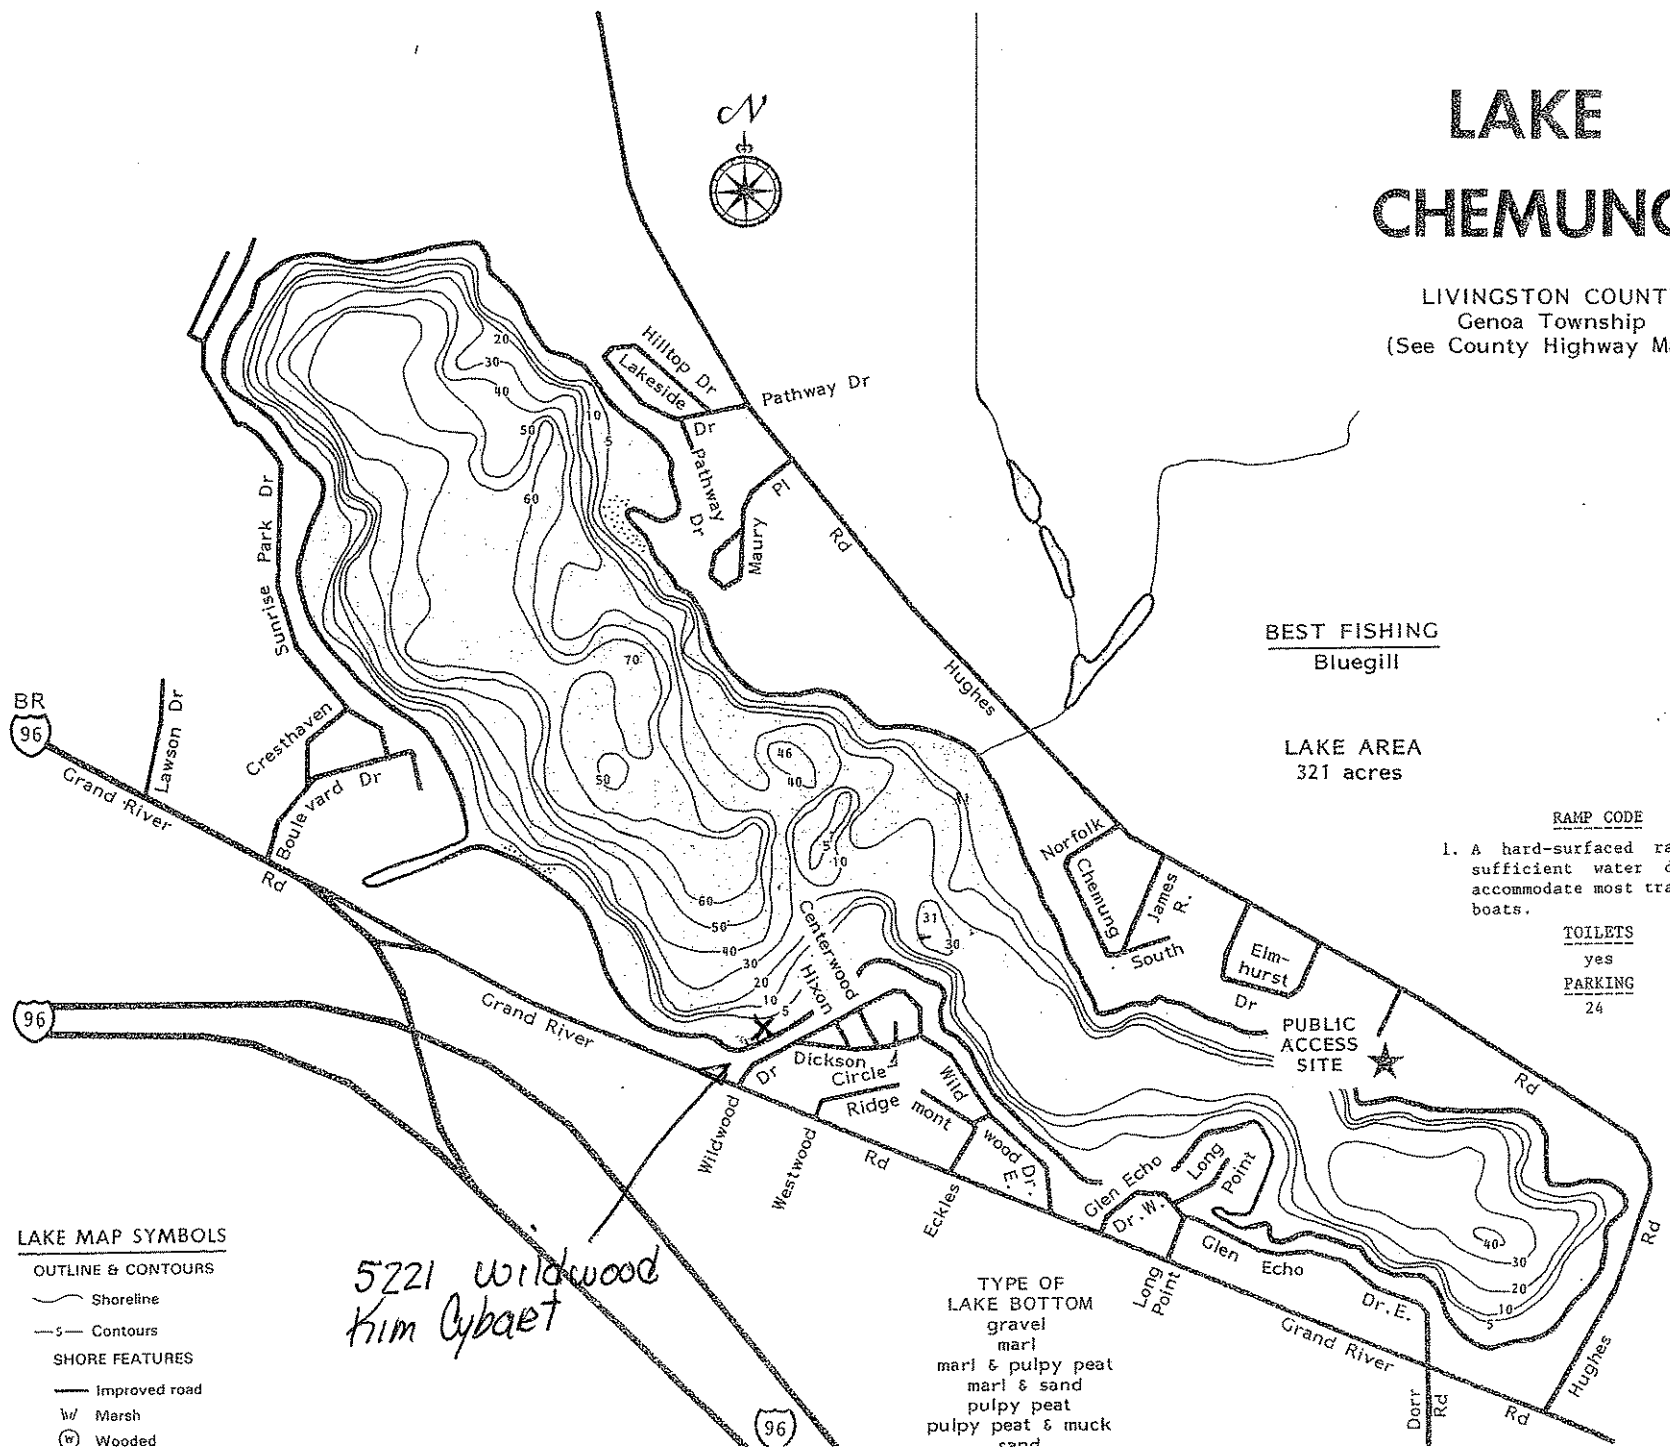 N
LAKE
CHEMUNG
LIVINGSTON COUNTY
Genoa Township
(See County Highway
BEST FISHING
Bluegill
LAKE AREA
321 acres
RAMP CODE
1. A hard-surfaced
sufficient water
accommodate most
boats.
TOILETS
yes
PARKING
24
PUBLIC
ACCESS
SITE
Hilltop Dr
Lakeside
Dr
Pathway Dr
Pathway
Dr
Maury
Pl
Rd
Hughes
Sunrise Park Dr
Cresthaven
Boulevard Dr
Lawson Dr
BR
96
Grand River
Rd
96
Grand River
Norfolk
Chemung
James
R.
South
Elm-
hurst
Dr
Rd
20
30
40
50
60
10
5
70
50
46
40
5
10
31
30
60
50
40
30
20
10
5
40
30
20
10
5
Centerwood
Hixon
X
Dr
Dickson
Circle
Ridge
mont
Wild
wood
Dr.
E.
Wildwood
Westwood
Rd
Eckles
Glen Echo
Dr. W.
Long
Point
Long
Point
Glen
Echo
Dr. E.
Grand River
Dorr
Rd
Rd
Hughes
Rd
5221 Wildwood
Kim Cybaet
96
LAKE MAP SYMBOLS
OUTLINE & CONTOURS
Shoreline
5 Contours
SHORE FEATURES
Improved road
Marsh
W Wooded
TYPE OF
LAKE BOTTOM
gravel
marl
marl & pulpy peat
marl & sand
pulpy peat
pulpy peat & muck
sand